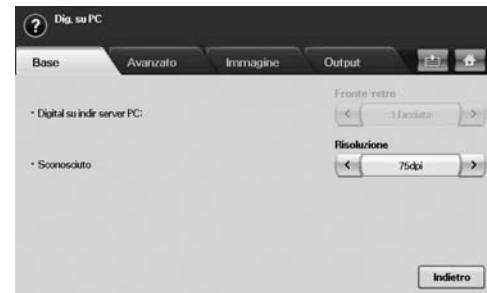 Dig. su PC
Base Avanzato Immagine Output
Fronte retro
• Digital su indir server PC:
1 facciata
Risoluzione
• Sconosciuto
75dpi
Indietro